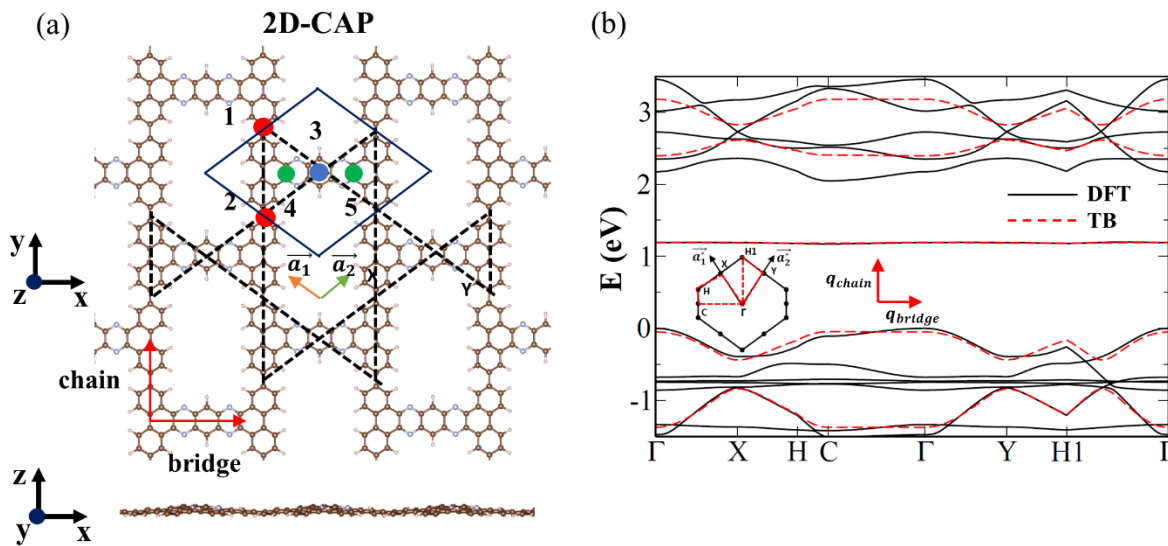 (a)
2D-CAP
1
3
2
4
5
y
z
x
a₁
a₂
X
Y
chain
bridge
z
y
x
(b)
3
2
1
0
-1
E (eV)
DFT
TB
a₁*
a₂*
X
H1
Y
H
C
Γ
q_chain
q_bridge
Γ X H C Γ Y H1 Γ